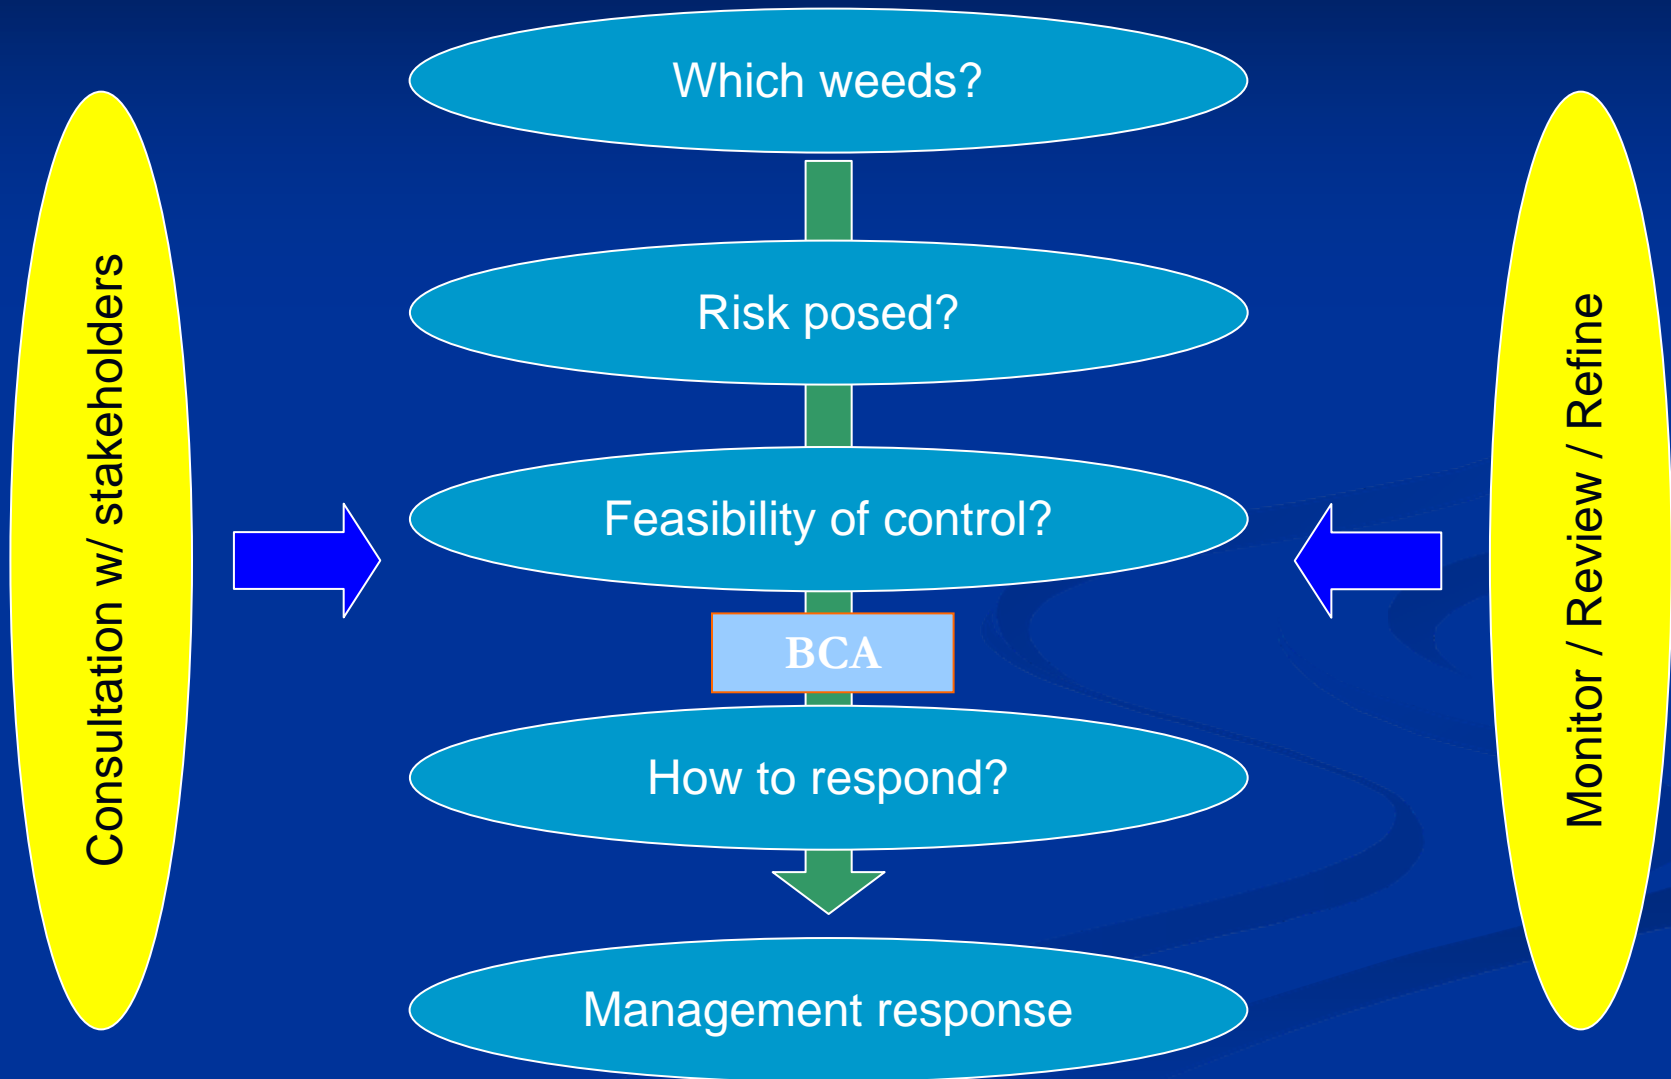 Which weeds?
Risk posed?
Feasibility of control?
BCA
How to respond?
Management response
Consultation w/ stakeholders
Monitor / Review / Refine